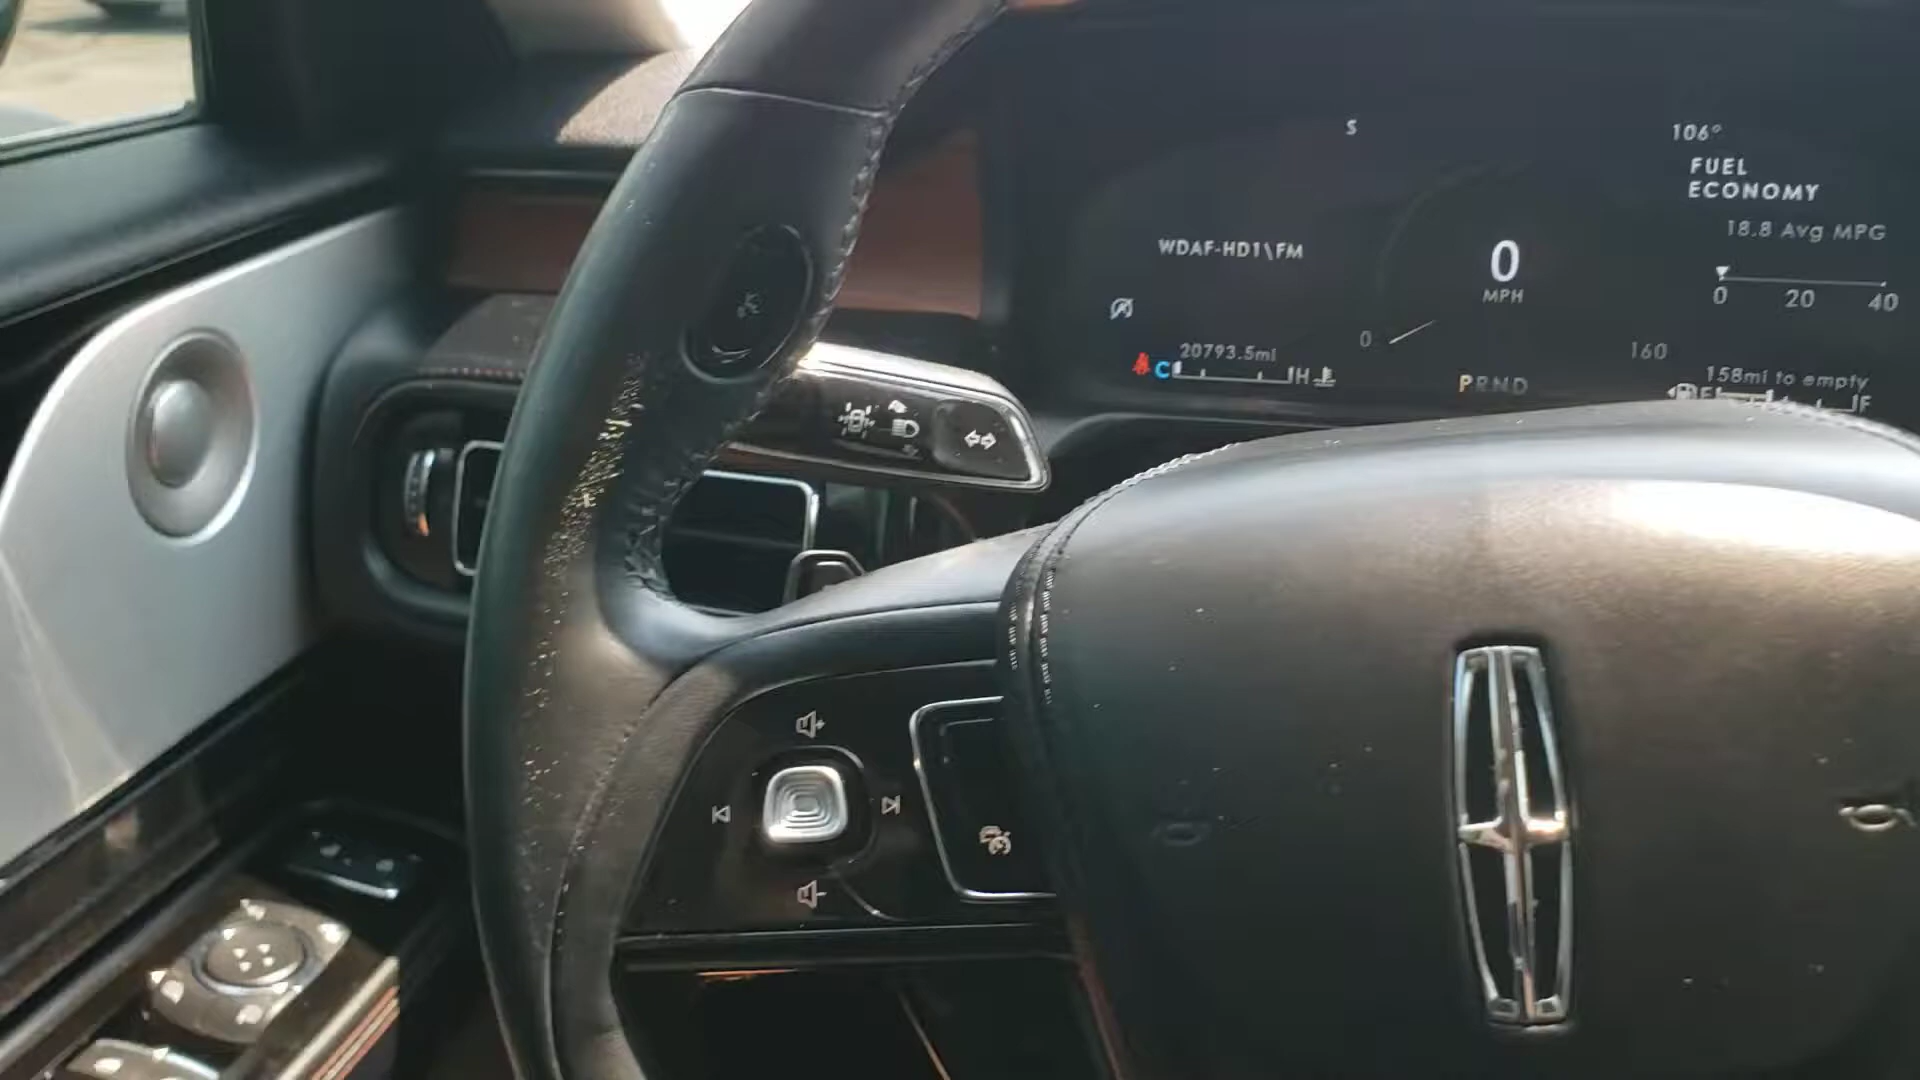 S
106°
FUEL
ECONOMY
18.8 Avg MPG
0 20 40
WDAF-HD1\FM
0
MPH
0
160
20793.5mi
C H
PRND
158mi to empty
E F